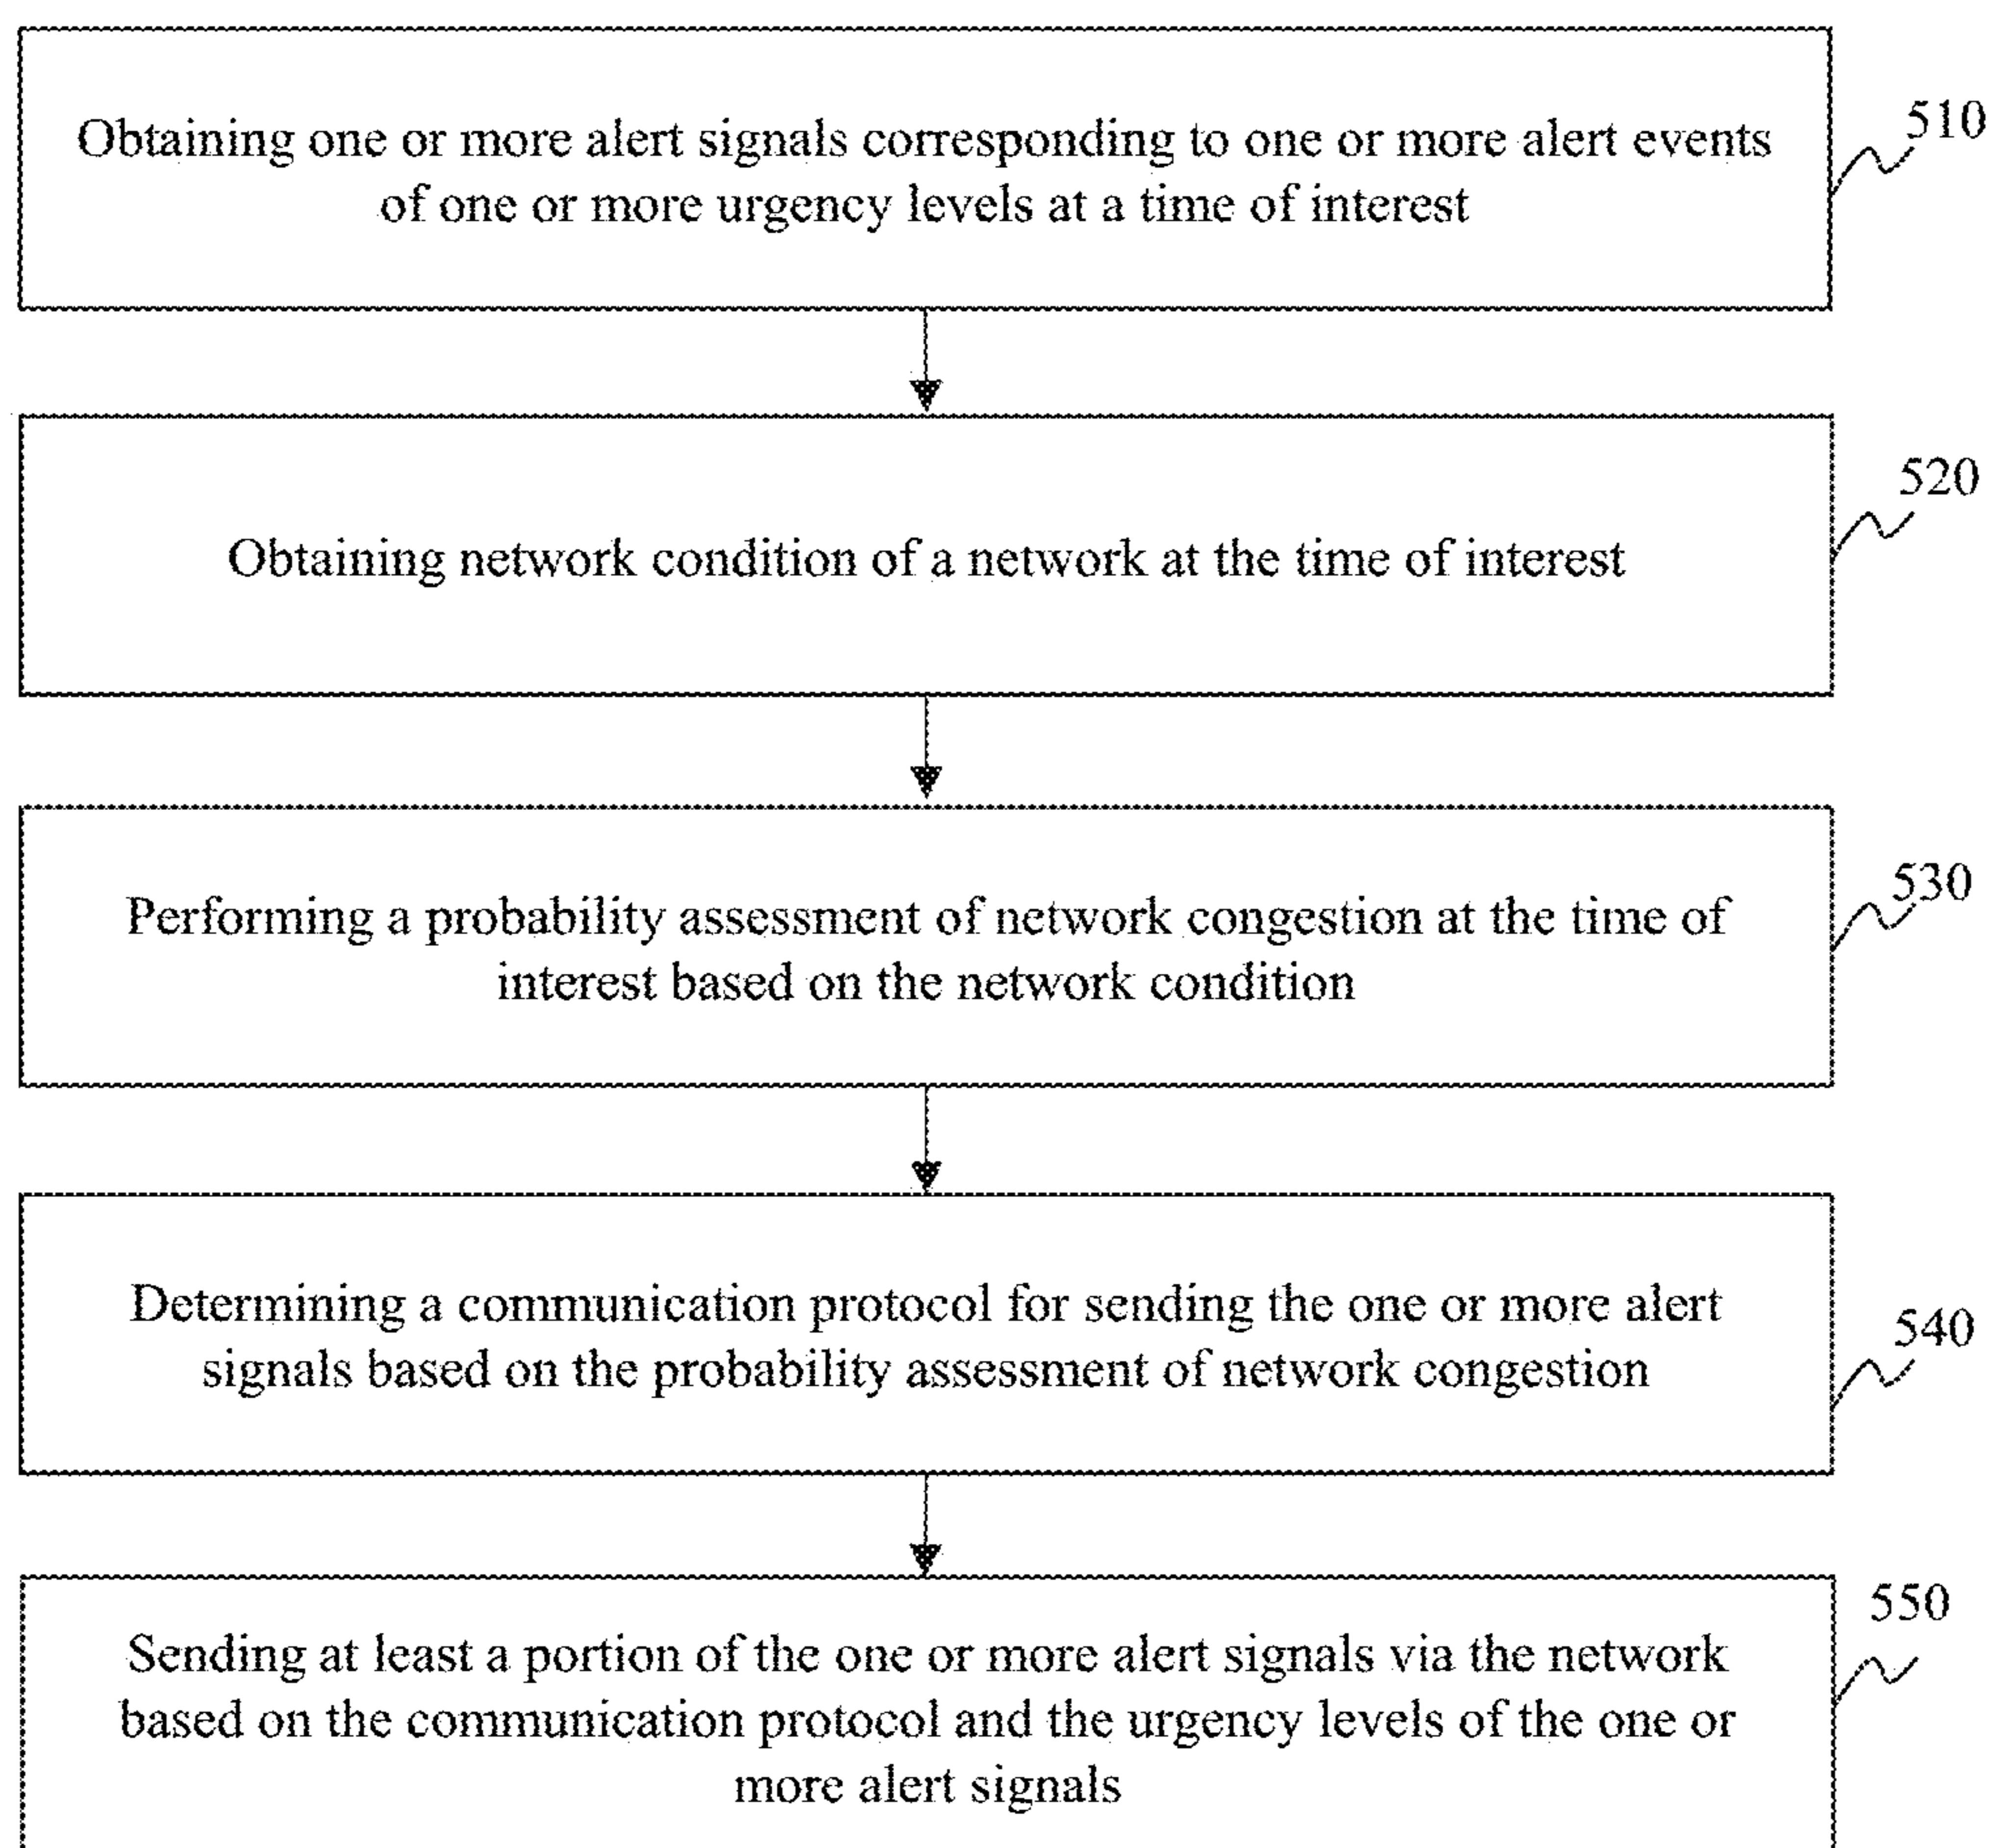 Obtaining one or more alert signals corresponding to one or more alert events
of one or more urgency levels at a time of interest
510
Obtaining network condition of a network at the time of interest
520
Performing a probability assessment of network congestion at the time of
interest based on the network condition
530
Determining a communication protocol for sending the one or more alert
signals based on the probability assessment of network congestion
540
Sending at least a portion of the one or more alert signals via the network
based on the communication protocol and the urgency levels of the one or
more alert signals
550